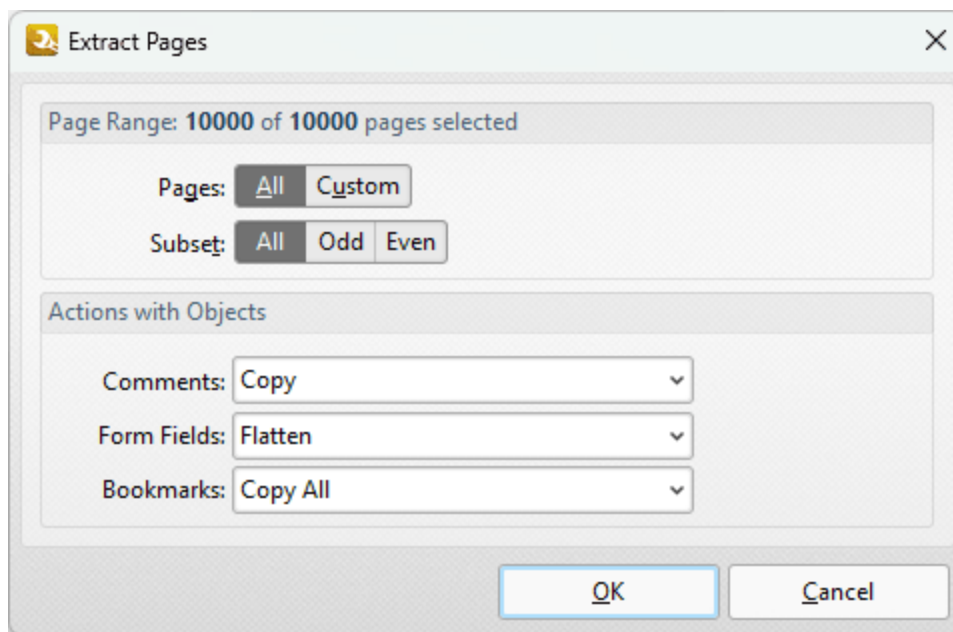 Extract Pages
Page Range: 10000 of 10000 pages selected
Pages: All Custom
Subset: All Odd Even
Actions with Objects
Comments: Copy
Form Fields: Flatten
Bookmarks: Copy All
OK Cancel